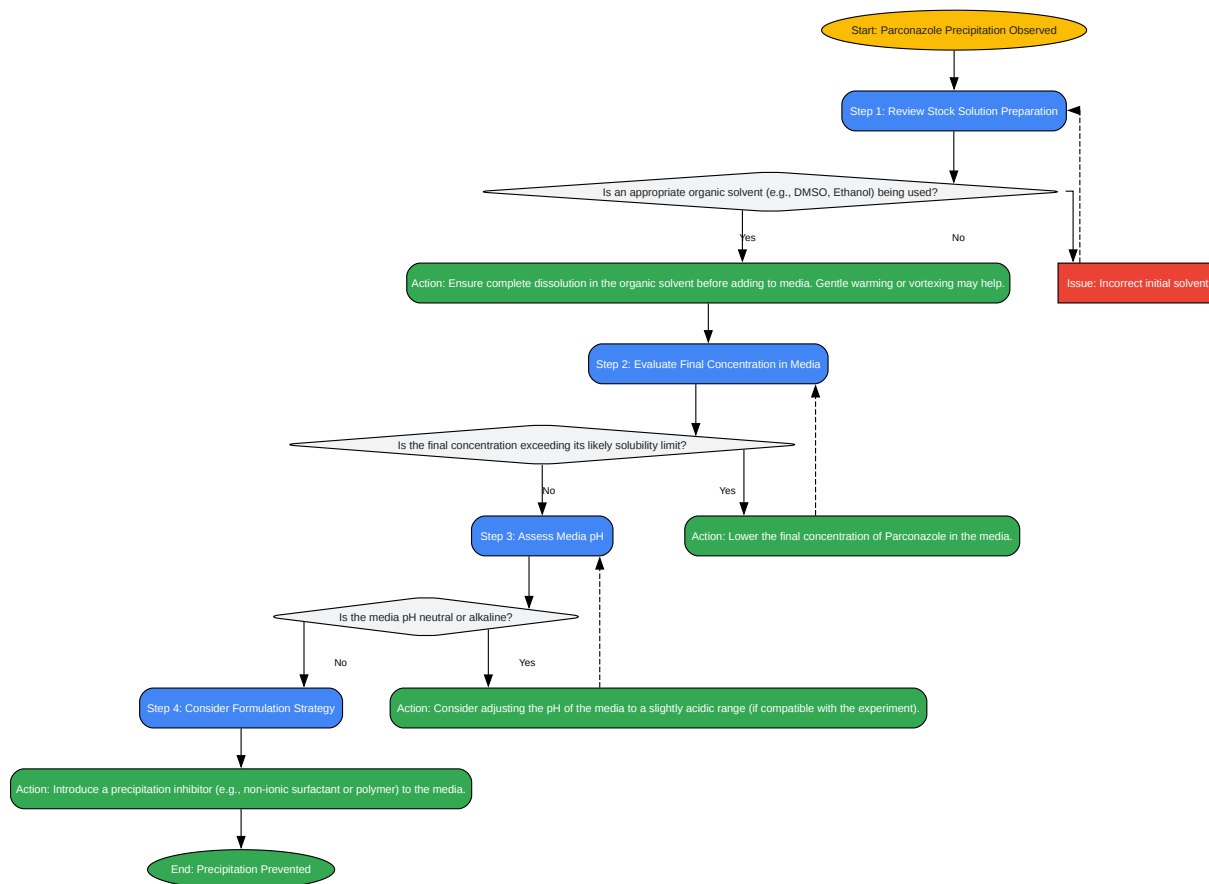 Start: Parconazole Precipitation Observed
Step 1: Review Stock Solution Preparation
Is an appropriate organic solvent (e.g., DMSO, Ethanol) being used?
Yes
No
Action: Ensure complete dissolution in the organic solvent before adding to media. Gentle warming or vortexing may help.
Issue: Incorrect initial solvent
Step 2: Evaluate Final Concentration in Media
Is the final concentration exceeding its likely solubility limit?
No
Yes
Step 3: Assess Media pH
Action: Lower the final concentration of Parconazole in the media.
Is the media pH neutral or alkaline?
No
Yes
Step 4: Consider Formulation Strategy
Action: Consider adjusting the pH of the media to a slightly acidic range (if compatible with the experiment).
Action: Introduce a precipitation inhibitor (e.g., non-ionic surfactant or polymer) to the media.
End: Precipitation Prevented